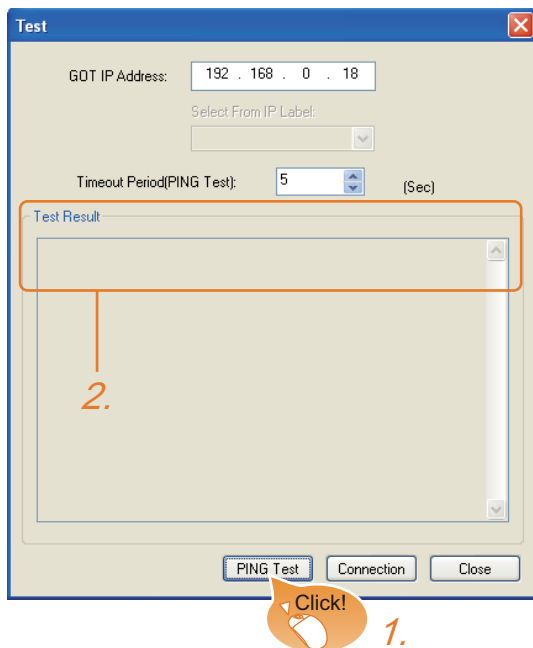 Test
GOT IP Address: 192 . 168 . 0 . 18
Select From IP Label:
Timeout Period(PING Test): 5 (Sec)
Test Result
2.
PING Test Connection Close
Click!
1.